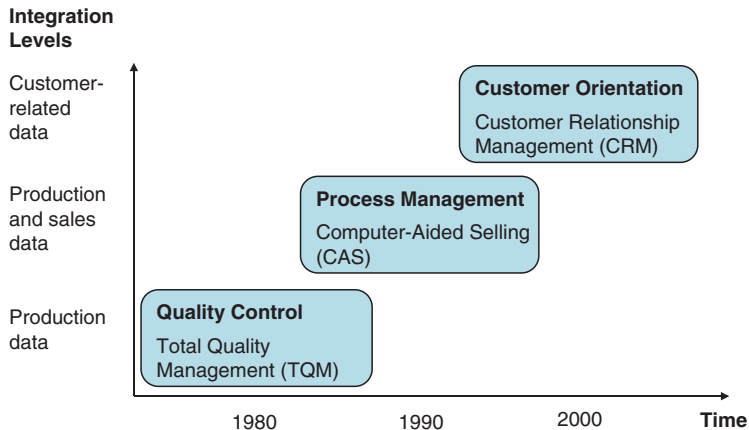 Integration
Levels
Customer-
related
data
Customer Orientation
Customer Relationship
Management (CRM)
Production
and sales
data
Process Management
Computer-Aided Selling
(CAS)
Production
data
Quality Control
Total Quality
Management (TQM)
1980
1990
2000
Time